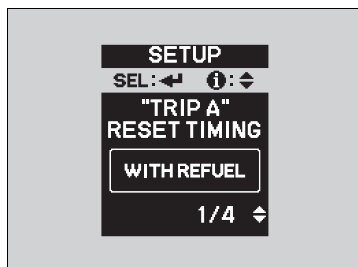 SETUP
SEL:↵ ⓘ:◆
"TRIP A"
RESET TIMING
WITH REFUEL
1/4